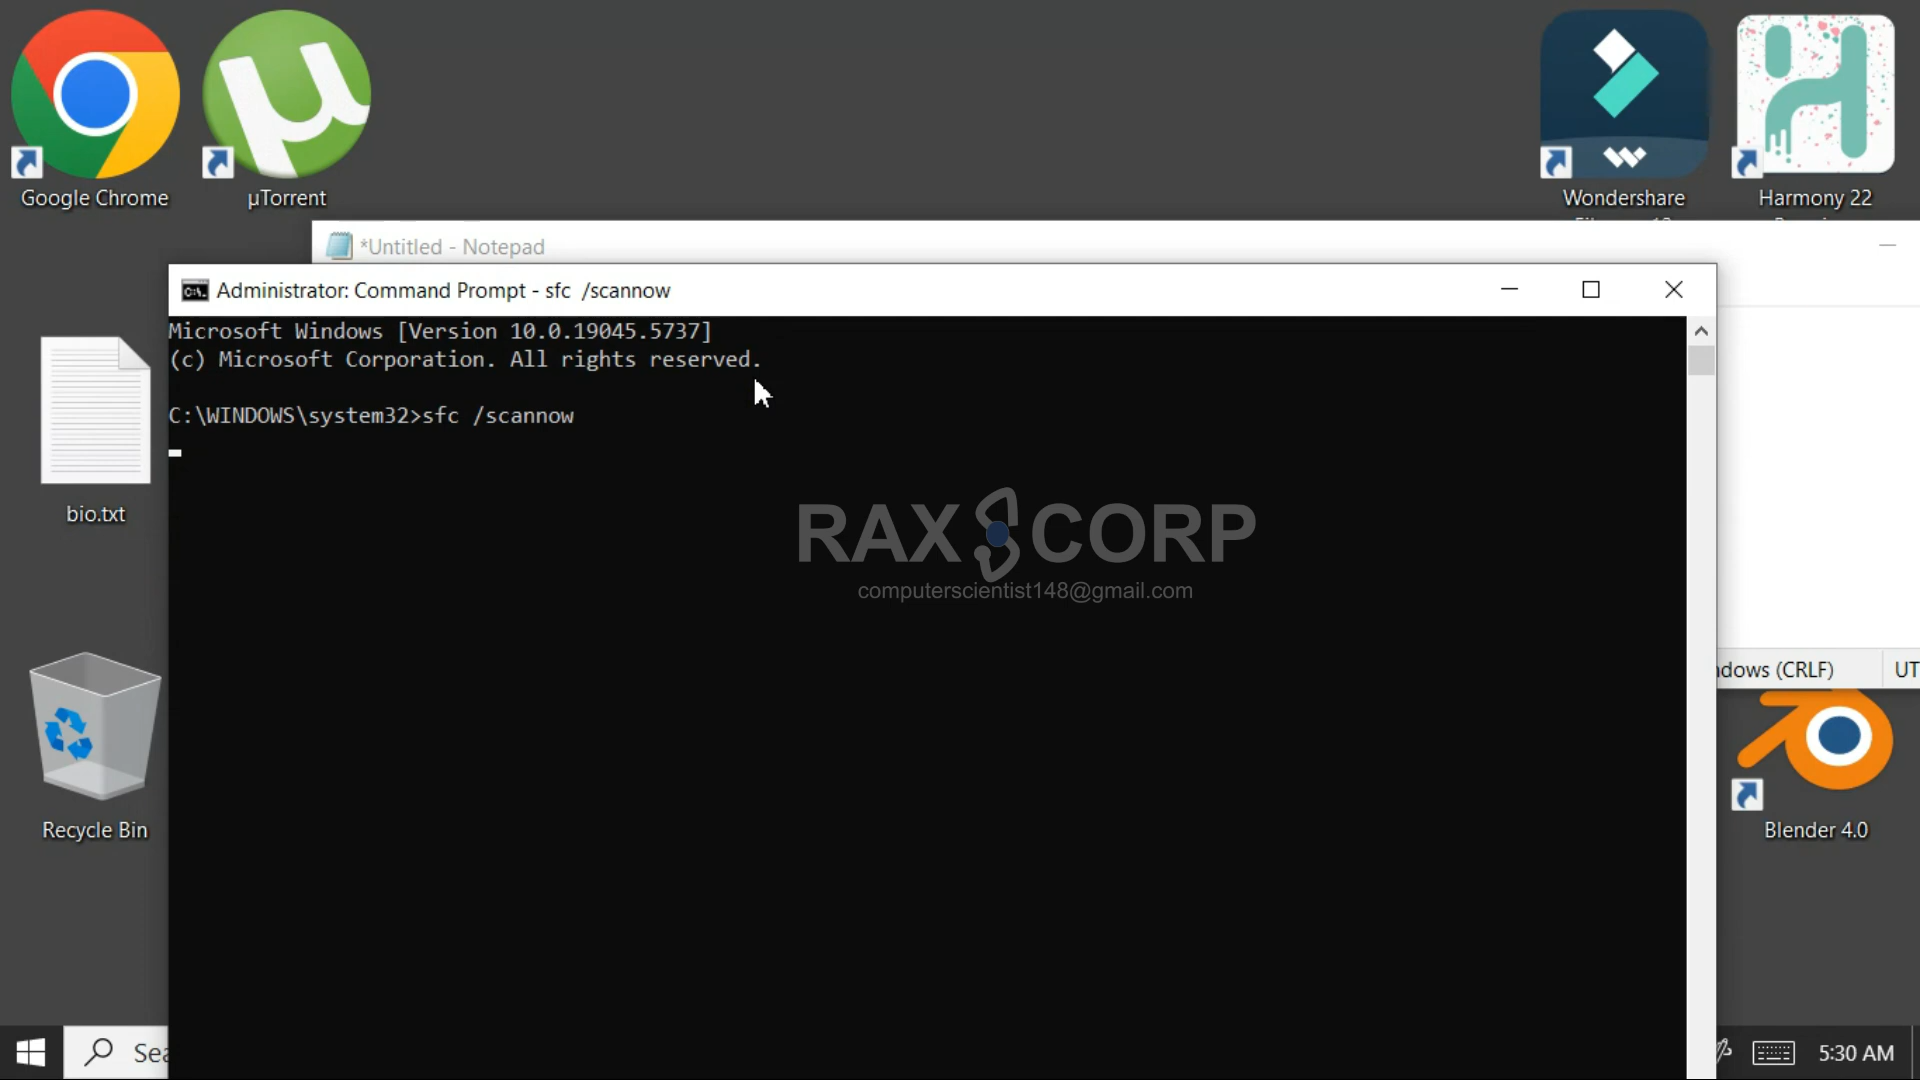 Google Chrome
µTorrent
Wondershare
Harmony 22
*Untitled - Notepad
Administrator: Command Prompt - sfc  /scannow
Microsoft Windows [Version 10.0.19045.5737]
(c) Microsoft Corporation. All rights reserved.
C:\WINDOWS\system32>sfc /scannow
bio.txt
RAX CORP
computerscientist148@gmail.com
ndows (CRLF)
UT
Recycle Bin
Blender 4.0
Sea
5:30 AM